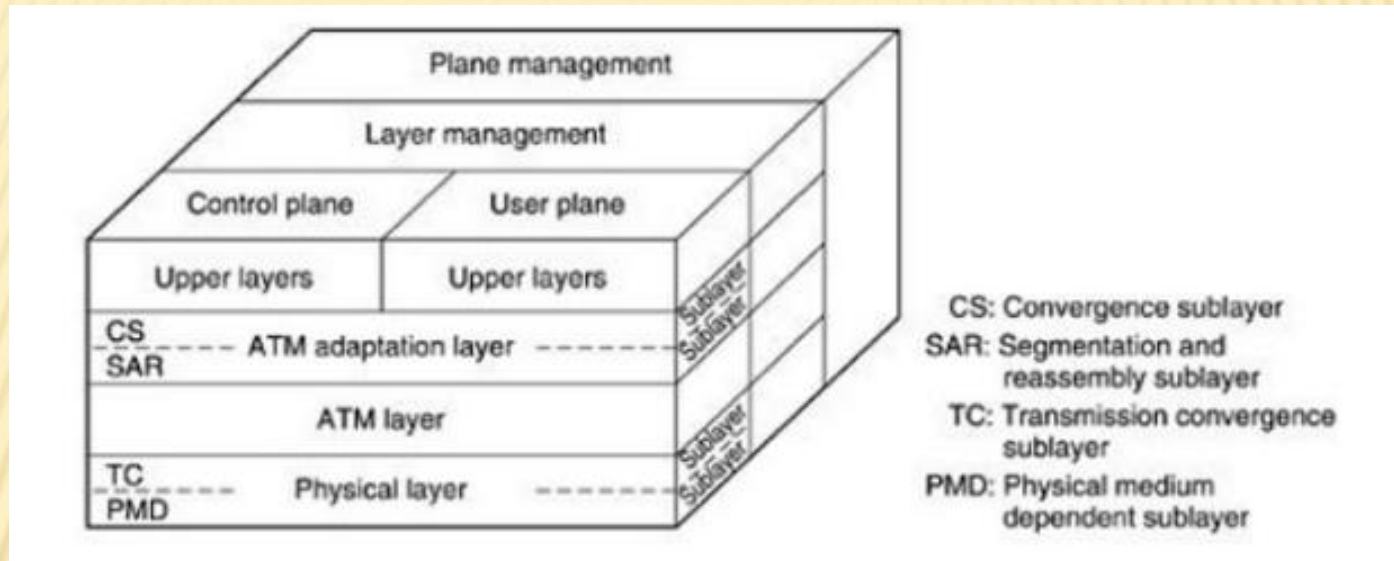 Plane management
Layer management
Control plane User plane
Upper layers Upper layers
Sublayer
Sublayer
CS
ATM adaptation layer
SAR
ATM layer
Sublayer
Sublayer
TC
Physical layer
PMD
CS: Convergence sublayer
SAR: Segmentation and
reassembly sublayer
TC: Transmission convergence
sublayer
PMD: Physical medium
dependent sublayer